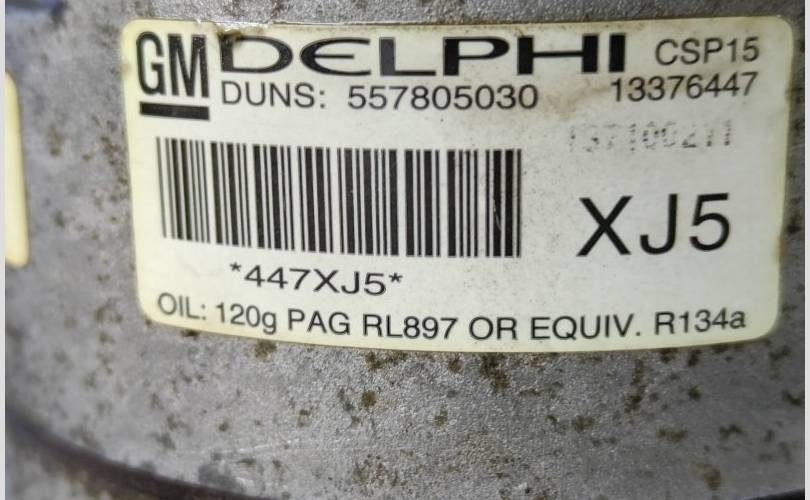 GM DELPHI CSP15
DUNS: 557805030 13376447
XJ5
*447XJ5*
OIL: 120g PAG RL897 OR EQUIV. R134a